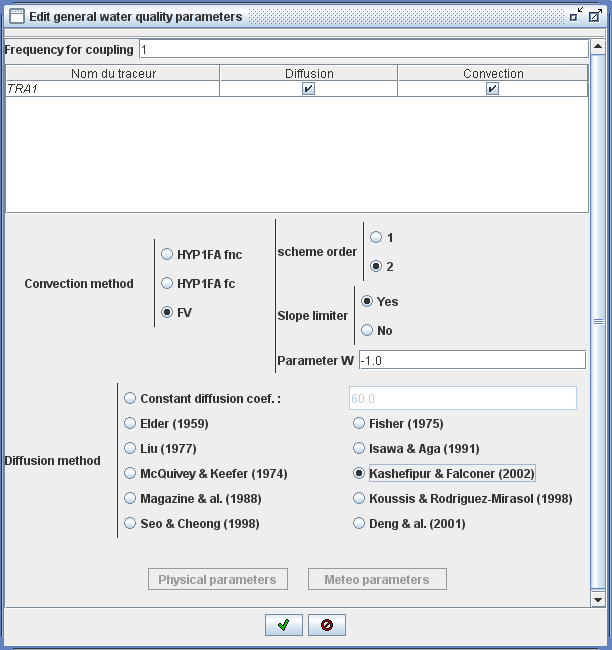 Edit general water quality parameters
Frequency for coupling 1
Nom du traceur Diffusion Convection
TRA1
Convection method
HYP1FA fnc
HYP1FA fc
FV
scheme order
1
2
Slope limiter
Yes
No
Parameter W -1.0
Diffusion method
Constant diffusion coef. : 60.0
Elder (1959) Fisher (1975)
Liu (1977) Isawa & Aga (1991)
McQuivey & Keefer (1974) Kashefipur & Falconer (2002)
Magazine & al. (1988) Koussis & Rodriguez-Mirasol (1998)
Seo & Cheong (1998) Deng & al. (2001)
Physical parameters Meteo parameters